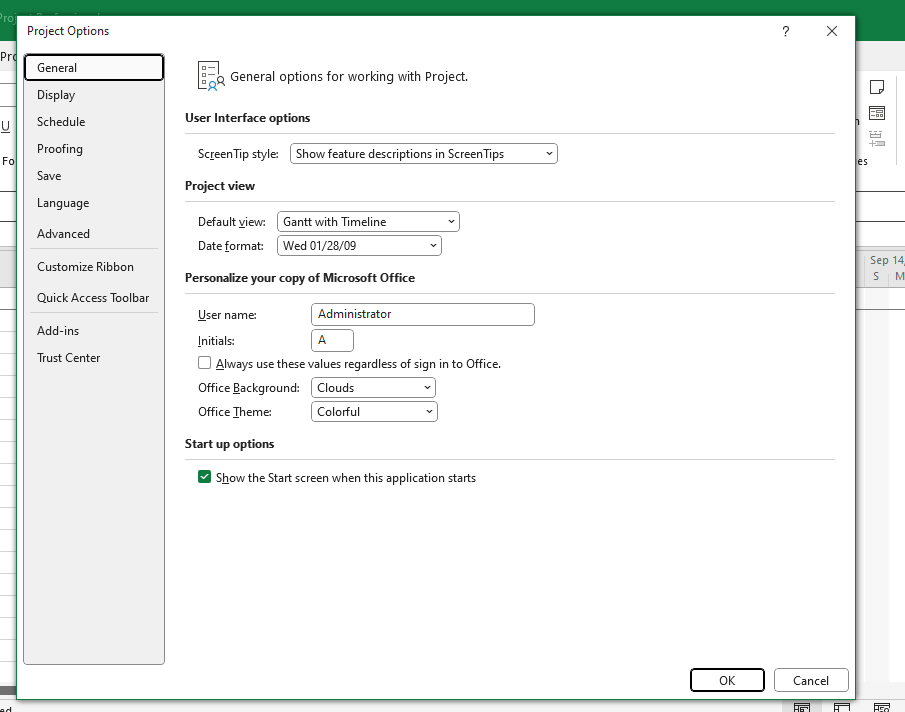 Project Options
?
General
Display
Schedule
Proofing
Save
Language
Advanced
Customize Ribbon
Quick Access Toolbar
Add-ins
Trust Center
General options for working with Project.
User Interface options
ScreenTip style: Show feature descriptions in ScreenTips
Project view
Default view: Gantt with Timeline
Date format: Wed 01/28/09
Personalize your copy of Microsoft Office
User name: Administrator
Initials: A
Always use these values regardless of sign in to Office.
Office Background: Clouds
Office Theme: Colorful
Start up options
Show the Start screen when this application starts
OK Cancel
U
Fo
es
Sep 14,
S M
ed